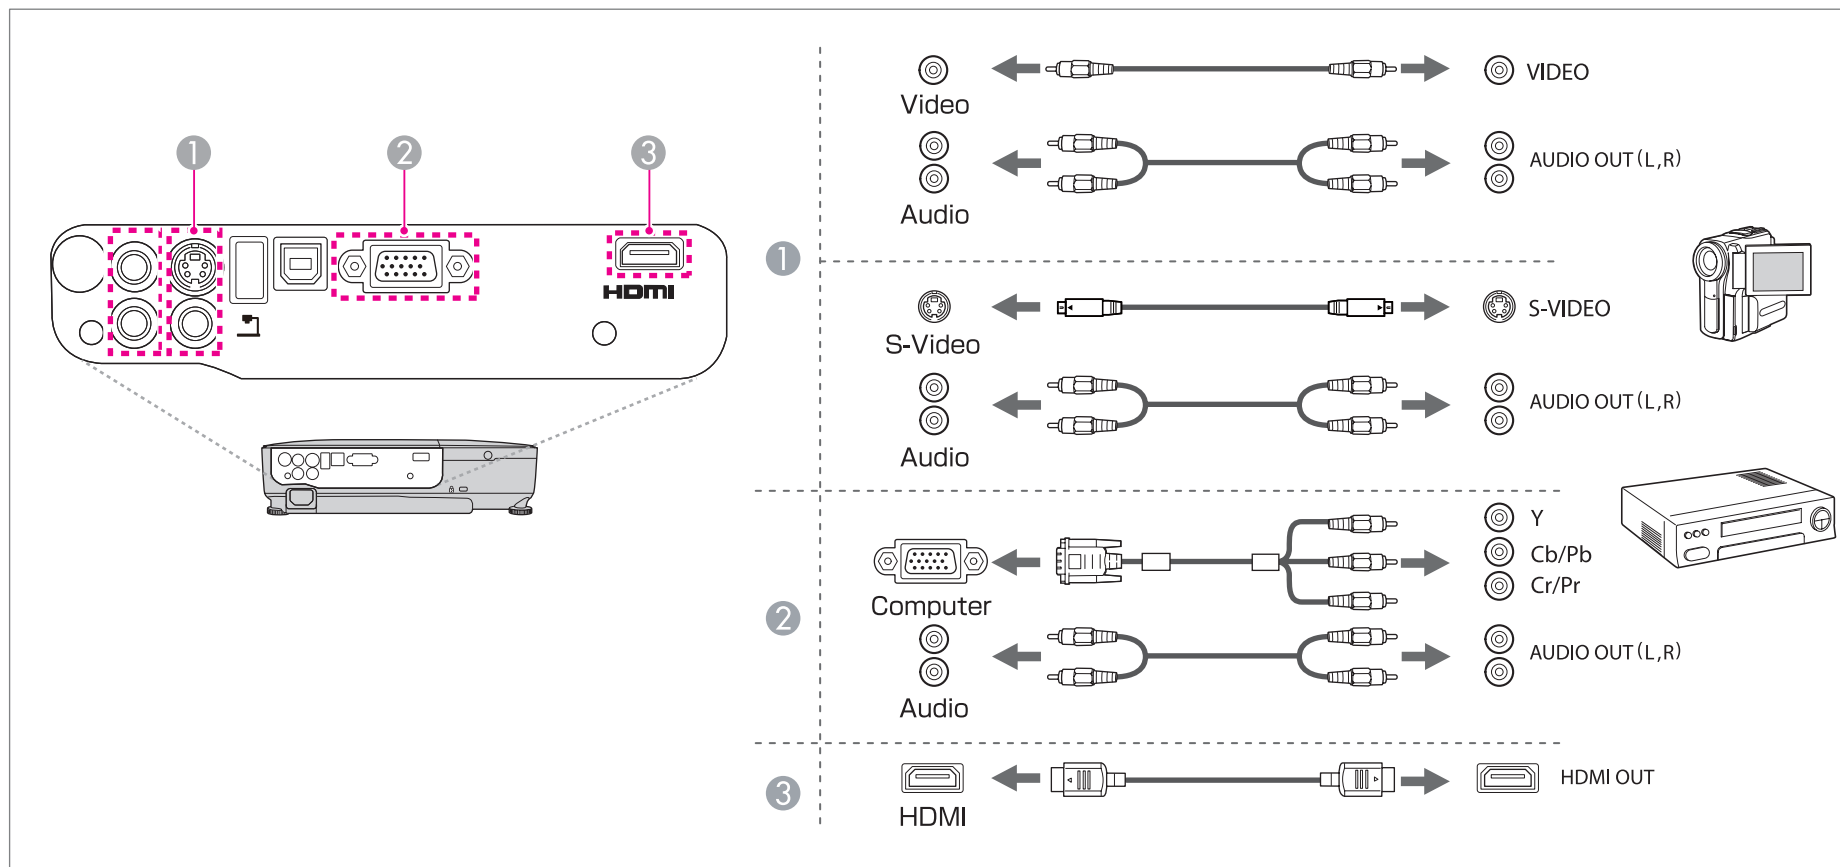 1
2
3
HDMI
1
Video
VIDEO
Audio
AUDIO OUT (L,R)
S-Video
S-VIDEO
Audio
AUDIO OUT (L,R)
2
Computer
Y
Cb/Pb
Cr/Pr
Audio
AUDIO OUT (L,R)
3
HDMI
HDMI OUT